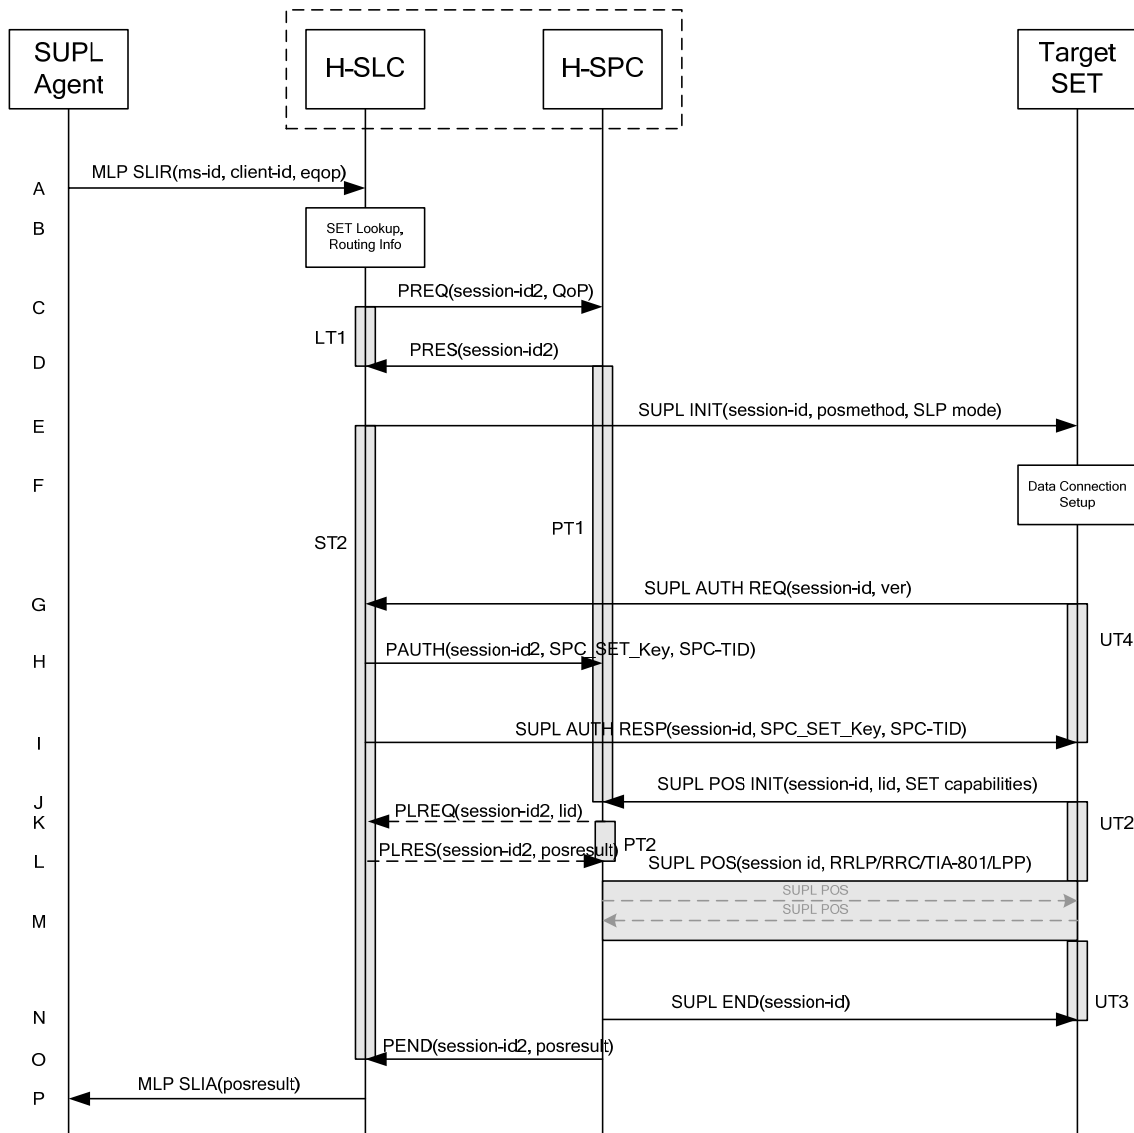 SUPL
Agent
H-SLC
H-SPC
Target
SET
MLP SLIR(ms-id, client-id, eqop)
A
B
SET Lookup,
Routing Info
PREQ(session-id2, QoP)
C
LT1
PRES(session-id2)
D
SUPL INIT(session-id, posmethod, SLP mode)
E
F
Data Connection
Setup
PT1
ST2
SUPL AUTH REQ(session-id, ver)
G
UT4
PAUTH(session-id2, SPC_SET_Key, SPC-TID)
H
SUPL AUTH RESP(session-id, SPC_SET_Key, SPC-TID)
I
SUPL POS INIT(session-id, lid, SET capabilities)
J
PLREQ(session-id2, lid)
K
UT2
PT2
PLRES(session-id2, posresult)
L
SUPL POS(session id, RRLP/RRC/TIA-801/LPP)
SUPL POS
SUPL POS
M
SUPL END(session-id)
UT3
N
PEND(session-id2, posresult)
O
MLP SLIA(posresult)
P